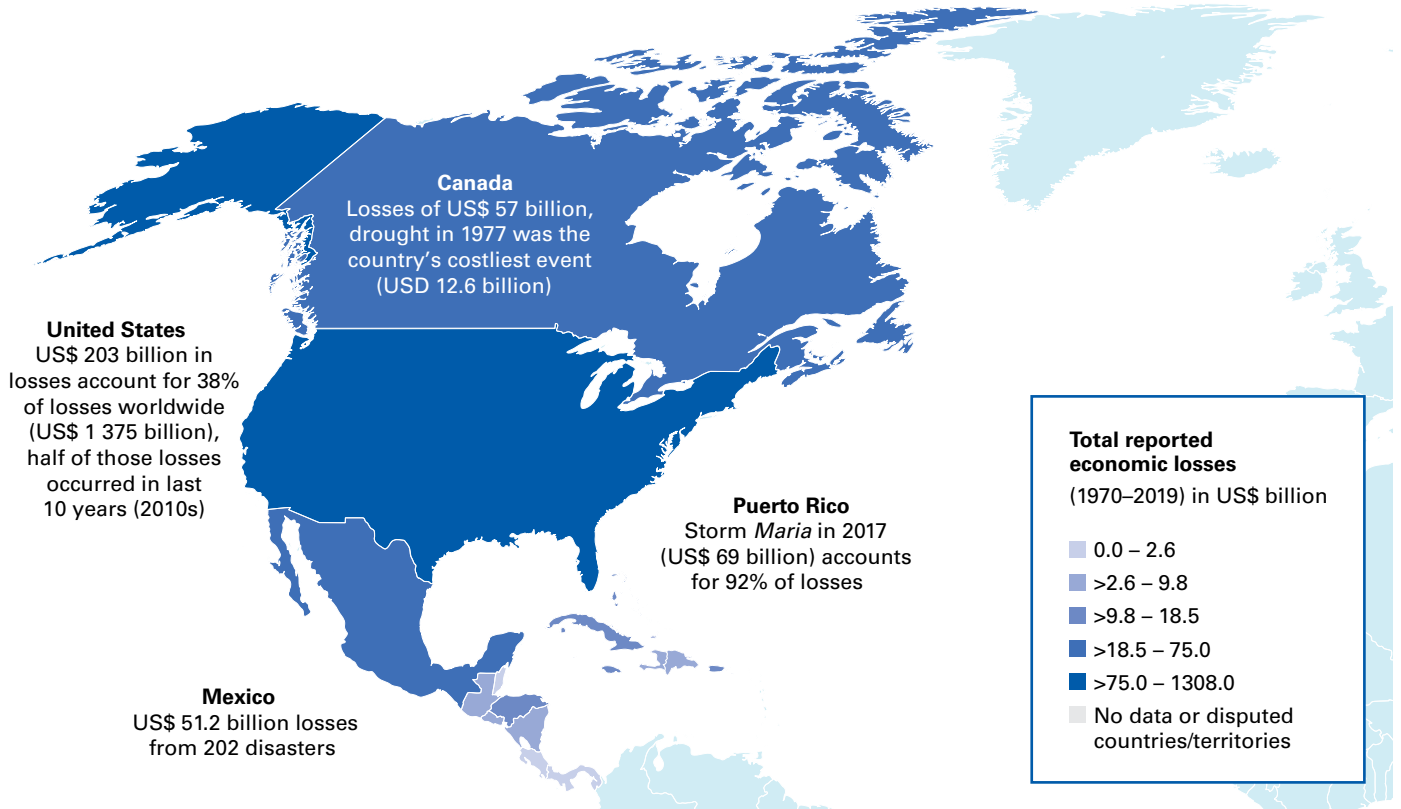 Canada
Losses of US$ 57 billion,
drought in 1977 was the
country’s costliest event
(USD 12.6 billion)
United States
US$ 203 billion in
losses account for 38%
of losses worldwide
(US$ 1 375 billion),
half of those losses
occurred in last
10 years (2010s)
Puerto Rico
Storm Maria in 2017
(US$ 69 billion) accounts
for 92% of losses
Mexico
US$ 51.2 billion losses
from 202 disasters
Total reported
economic losses
(1970–2019) in US$ billion
0.0 – 2.6
>2.6 – 9.8
>9.8 – 18.5
>18.5 – 75.0
>75.0 – 1308.0
No data or disputed
countries/territories